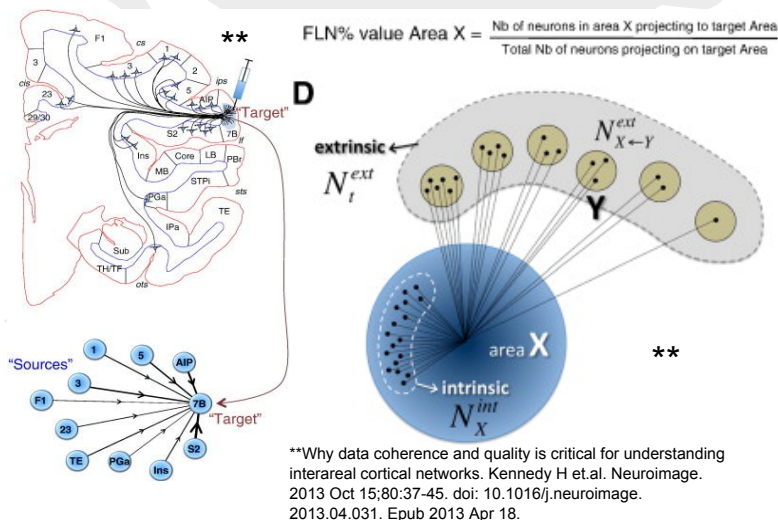 F1
cs
**
3
3
1
2
cis
23
5
ips
AIP
"Target"
29/30
S2
7B
lf
Ins
Core
LB
PBr
MB
STPi
sts
PGa
TE
IPa
Sub
TH/TF
ots
"Sources"
1
5
AIP
3
F1
7B
23
"Target"
TE
PGa
Ins
S2
FLN% value Area X = Nb of neurons in area X projecting to target Area
Total Nb of neurons projecting on target Area
D
extrinsic
N_t^{ext}
N_{X←Y}^{ext}
Y
area X
**
intrinsic
N_X^{int}
**Why data coherence and quality is critical for understanding
interareal cortical networks. Kennedy H et.al. Neuroimage.
2013 Oct 15;80:37-45. doi: 10.1016/j.neuroimage.
2013.04.031. Epub 2013 Apr 18.